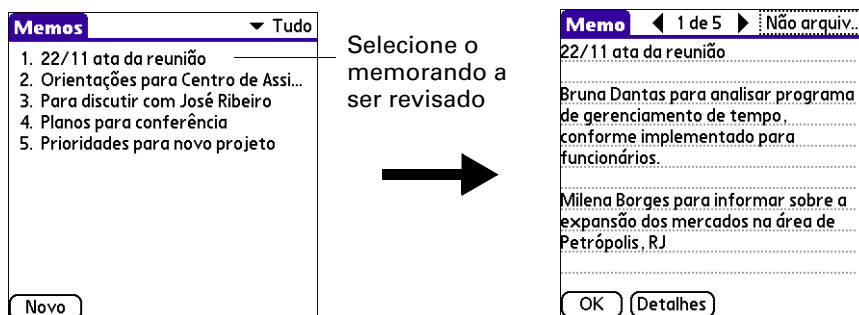 Memos
Tudo
1. 22/11 ata da reunião
2. Orientações para Centro de Assi...
3. Para discutir com José Ribeiro
4. Planos para conferência
5. Prioridades para novo projeto
Novo
Selecione o
memorando a
ser revisado
Memo 1 de 5 Não arquiv...
22/11 ata da reunião
Bruna Dantas para analisar programa
de gerenciamento de tempo,
conforme implementado para
funcionários.
Milena Borges para informar sobre a
expansão dos mercados na área de
Petrópolis, RJ
OK Detalhes